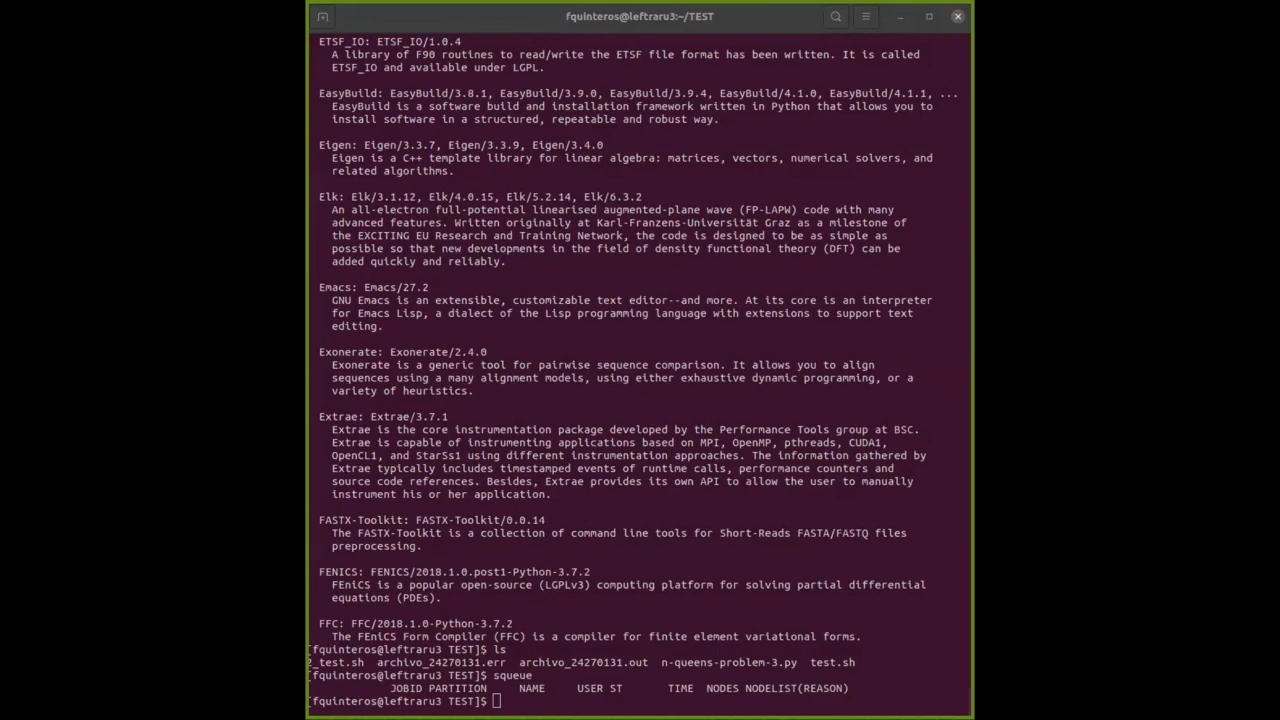 fquinteros@leftraru3:~/TEST
ETSF_IO: ETSF_IO/1.0.4
A library of F90 routines to read/write the ETSF file format has been written. It is called
ETSF_IO and available under LGPL.
EasyBuild: EasyBuild/3.8.1, EasyBuild/3.9.0, EasyBuild/3.9.4, EasyBuild/4.1.0, EasyBuild/4.1.1, ...
EasyBuild is a software build and installation framework written in Python that allows you to
install software in a structured, repeatable and robust way.
Eigen: Eigen/3.3.7, Eigen/3.3.9, Eigen/3.4.0
Eigen is a C++ template library for linear algebra: matrices, vectors, numerical solvers, and
related algorithms.
Elk: Elk/3.1.12, Elk/4.0.15, Elk/5.2.14, Elk/6.3.2
An all-electron full-potential linearised augmented-plane wave (FP-LAPW) code with many
advanced features. Written originally at Karl-Franzens-Universität Graz as a milestone of
the EXCITING EU Research and Training Network, the code is designed to be as simple as
possible so that new developments in the field of density functional theory (DFT) can be
added quickly and reliably.
Emacs: Emacs/27.2
GNU Emacs is an extensible, customizable text editor--and more. At its core is an interpreter
for Emacs Lisp, a dialect of the Lisp programming language with extensions to support text
editing.
Exonerate: Exonerate/2.4.0
Exonerate is a generic tool for pairwise sequence comparison. It allows you to align
sequences using a many alignment models, using either exhaustive dynamic programming, or a
variety of heuristics.
Extrae: Extrae/3.7.1
Extrae is the core instrumentation package developed by the Performance Tools group at BSC.
Extrae is capable of instrumenting applications based on MPI, OpenMP, pthreads, CUDA1,
OpenCL1, and StarSs1 using different instrumentation approaches. The information gathered by
Extrae typically includes timestamped events of runtime calls, performance counters and
source code references. Besides, Extrae provides its own API to allow the user to manually
instrument his or her application.
FASTX-Toolkit: FASTX-Toolkit/0.0.14
The FASTX-Toolkit is a collection of command line tools for Short-Reads FASTA/FASTQ files
preprocessing.
FENICS: FENICS/2018.1.0.post1-Python-3.7.2
FEniCS is a popular open-source (LGPLv3) computing platform for solving partial differential
equations (PDEs).
FFC: FFC/2018.1.0-Python-3.7.2
The FEniCS Form Compiler (FFC) is a compiler for finite element variational forms.
[fquinteros@leftraru3 TEST]$ ls
2_test.sh archivo_24270131.err archivo_24270131.out n-queens-problem-3.py test.sh
[fquinteros@leftraru3 TEST]$ squeue
JOBID PARTITION NAME USER ST TIME NODES NODELIST(REASON)
[fquinteros@leftraru3 TEST]$